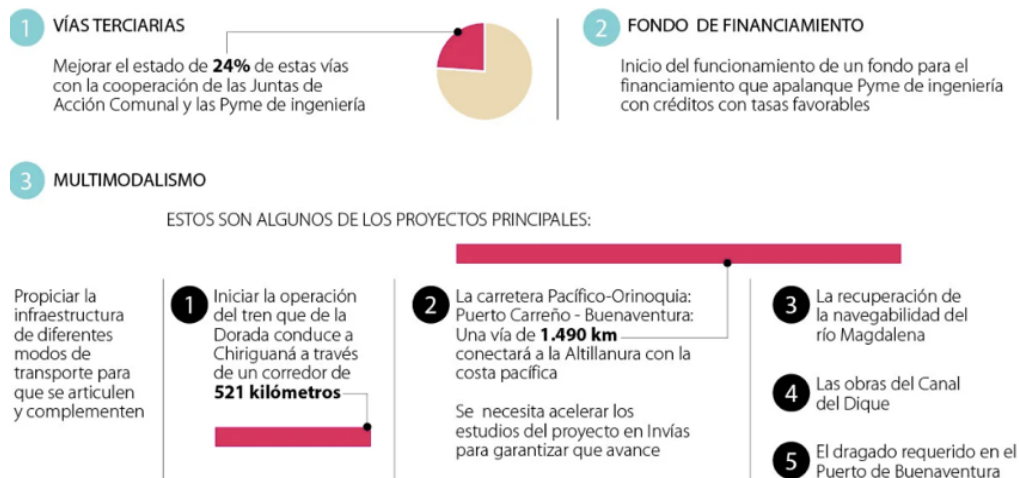 1 VÍAS TERCIARIAS
Mejorar el estado de 24% de estas vías
con la cooperación de las Juntas de
Acción Comunal y las Pyme de ingeniería
2 FONDO DE FINANCIAMIENTO
Inicio del funcionamiento de un fondo para el
financiamiento que apalanque Pyme de ingeniería
con créditos con tasas favorables
3 MULTIMODALISMO
ESTOS SON ALGUNOS DE LOS PROYECTOS PRINCIPALES:
Propiciar la
infraestructura
de diferentes
modos de
transporte para
que se articulen
y complementen
1 Iniciar la operación
del tren que de la
Dorada conduce a
Chiriguaná a través
de un corredor de
521 kilómetros
2 La carretera Pacífico-Orinoquia:
Puerto Carreño - Buenaventura:
Una vía de 1.490 km
conectará a la Altillanura con la
costa pacífica
Se necesita acelerar los
estudios del proyecto en Invías
para garantizar que avance
3 La recuperación de
la navegabilidad del
río Magdalena
4 Las obras del Canal
del Dique
5 El dragado requerido en el
Puerto de Buenaventura